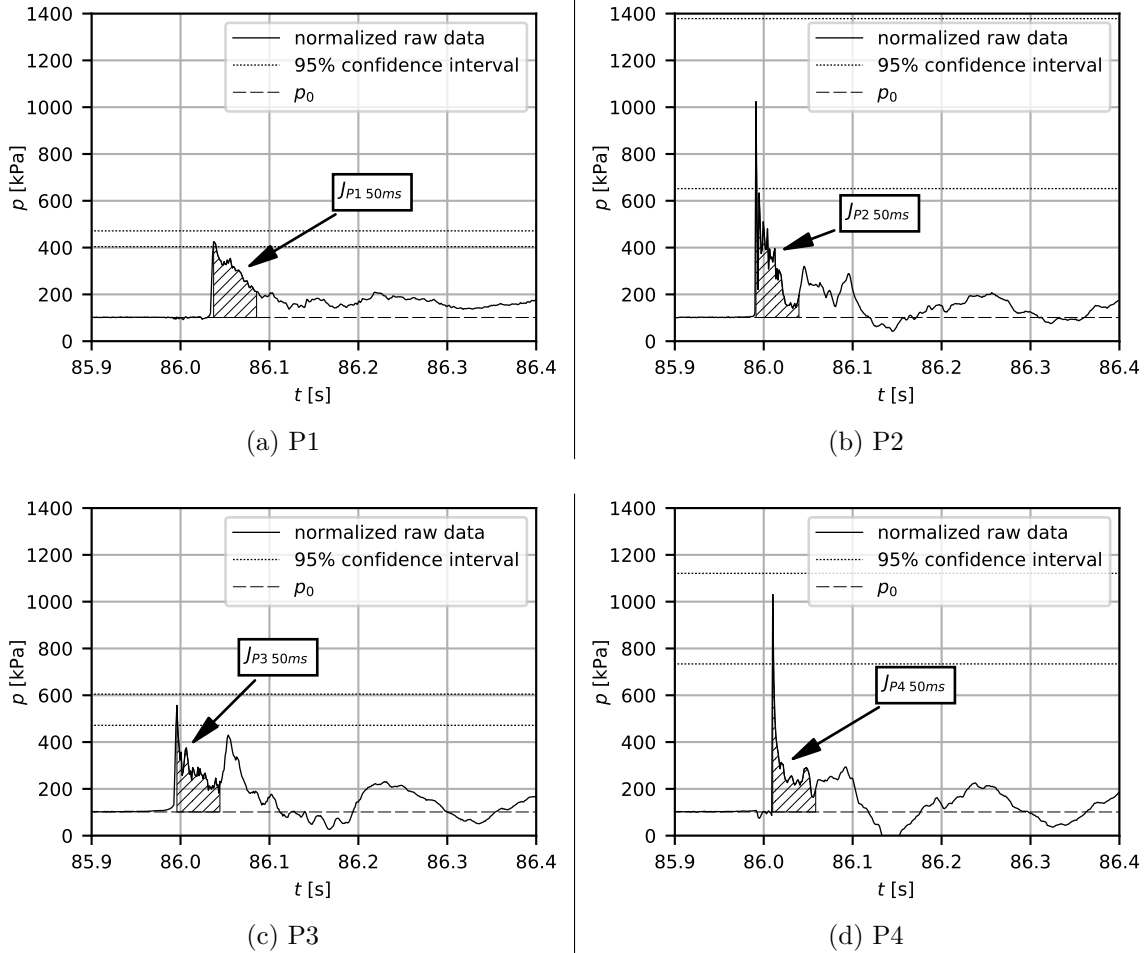 1400
1200
1000
800
600
400
200
0
p [kPa]
normalized raw data
95% confidence interval
p0
JP1 50ms
85.9 86.0 86.1 86.2 86.3 86.4
t [s]
(a) P1
1400
1200
1000
800
600
400
200
0
p [kPa]
normalized raw data
95% confidence interval
p0
JP2 50ms
85.9 86.0 86.1 86.2 86.3 86.4
t [s]
(b) P2
1400
1200
1000
800
600
400
200
0
p [kPa]
normalized raw data
95% confidence interval
p0
JP3 50ms
85.9 86.0 86.1 86.2 86.3 86.4
t [s]
(c) P3
1400
1200
1000
800
600
400
200
0
p [kPa]
normalized raw data
95% confidence interval
p0
JP4 50ms
85.9 86.0 86.1 86.2 86.3 86.4
t [s]
(d) P4